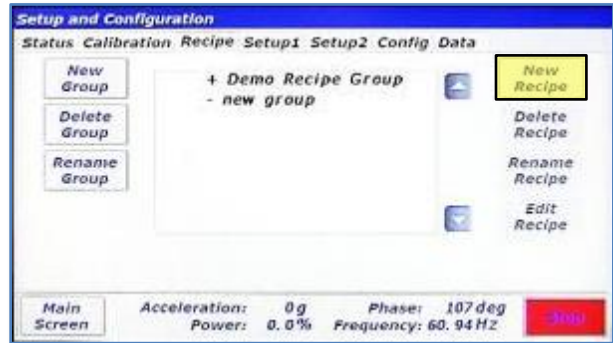 Setup and Configuration
Status Calibration Recipe Setup1 Setup2 Config Data
New
Group
Delete
Group
Rename
Group
+ Demo Recipe Group
- new group
New
Recipe
Delete
Recipe
Rename
Recipe
Edit
Recipe
Main
Screen
Acceleration: 0 g
Power: 0.0%
Phase: 107 deg
Frequency: 60.94 Hz
Stop